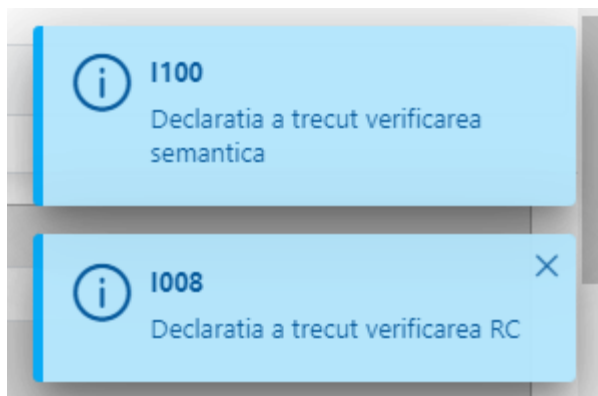 I100
Declaratia a trecut verificarea
semantica
I008
Declaratia a trecut verificarea RC